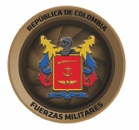 REPÚBLICA DE COLOMBIA
FUERZAS MILITARES